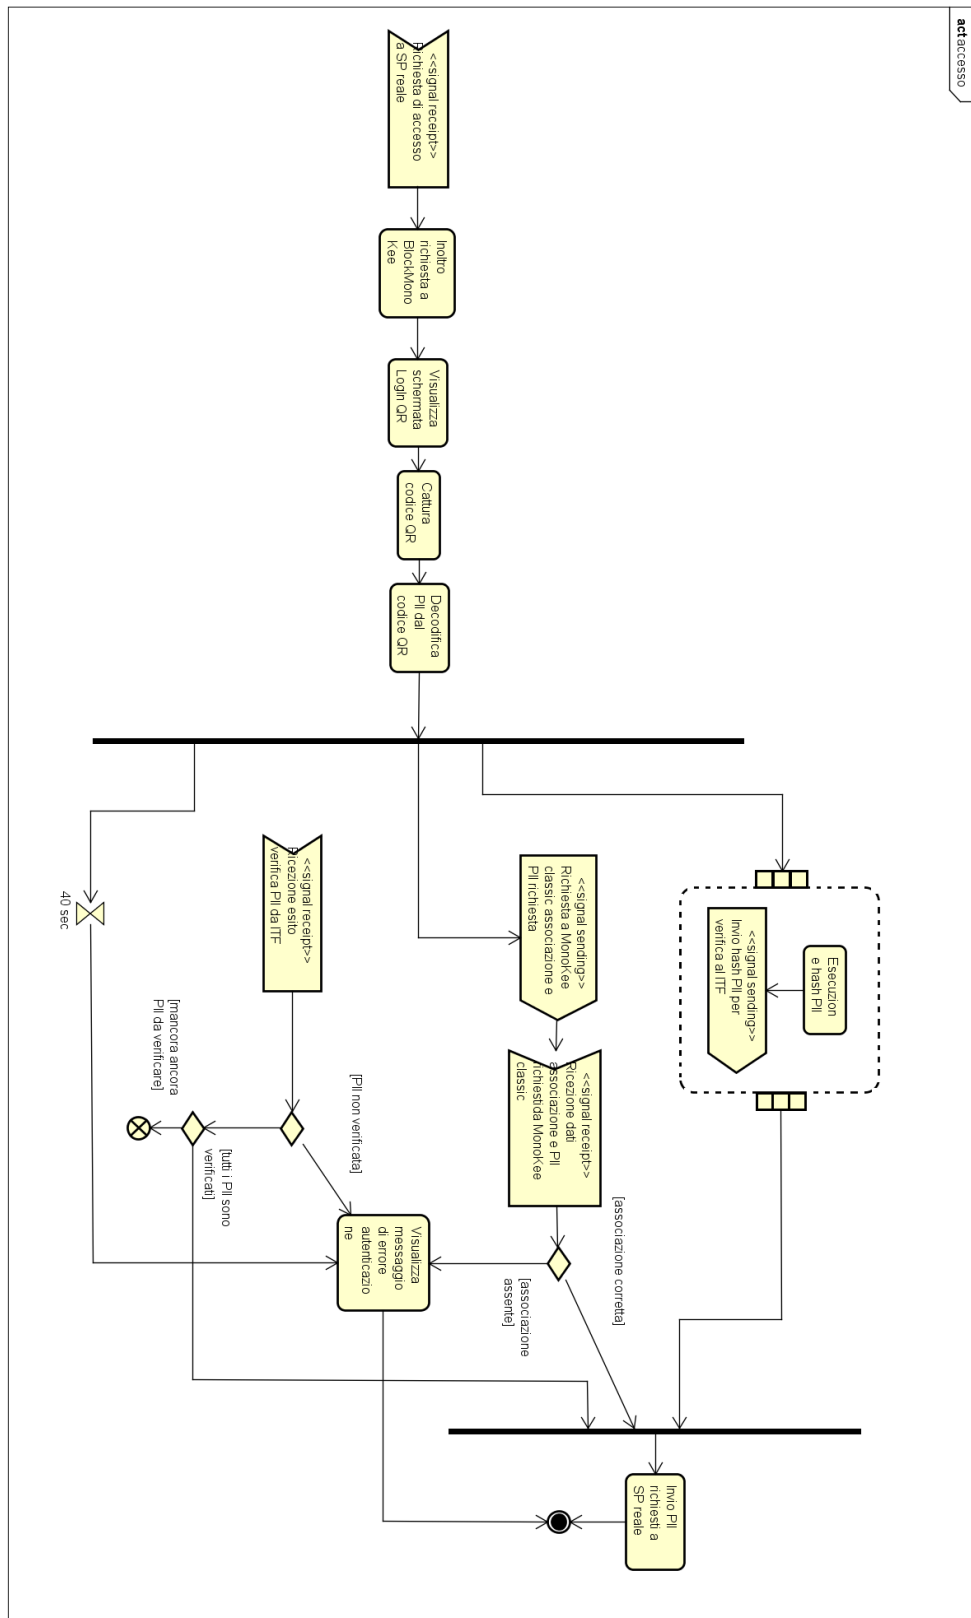 act accesso
<<signal receipt>>
Richiesta di accesso
a SP reale
Inoltro
richiesta a
BlockMono
Kee
Visualizza
schermata
LogIn QR
Cattura
codice QR
Decodifica
PII dal
codice QR
Esecuzion
e hash PII
<<signal sending>>
Invio hash PII per
verifica al ITF
<<signal sending>>
Richiesta a MonoKee
classic associazione e
PII richiesta
<<signal receipt>>
Ricezione dati
associazione e PII
richiestida MonoKee
classic
[associazione corretta]
[associazione
assente]
<<signal receipt>>
Ricezione esito
verifica PII da ITF
[PII non verificata]
[tutti i PII sono
verificati]
[mancora ancora
PII da verificare]
40 sec
Visualizza
messaggio
di errore
autenticazio
ne
Invio PII
richiesti a
SP reale